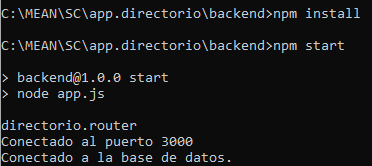 C:\MEAN\SC\app.directorio\backend>npm install
C:\MEAN\SC\app.directorio\backend>npm start
> backend@1.0.0 start
> node app.js
directorio.router
Conectado al puerto 3000
Conectado a la base de datos.